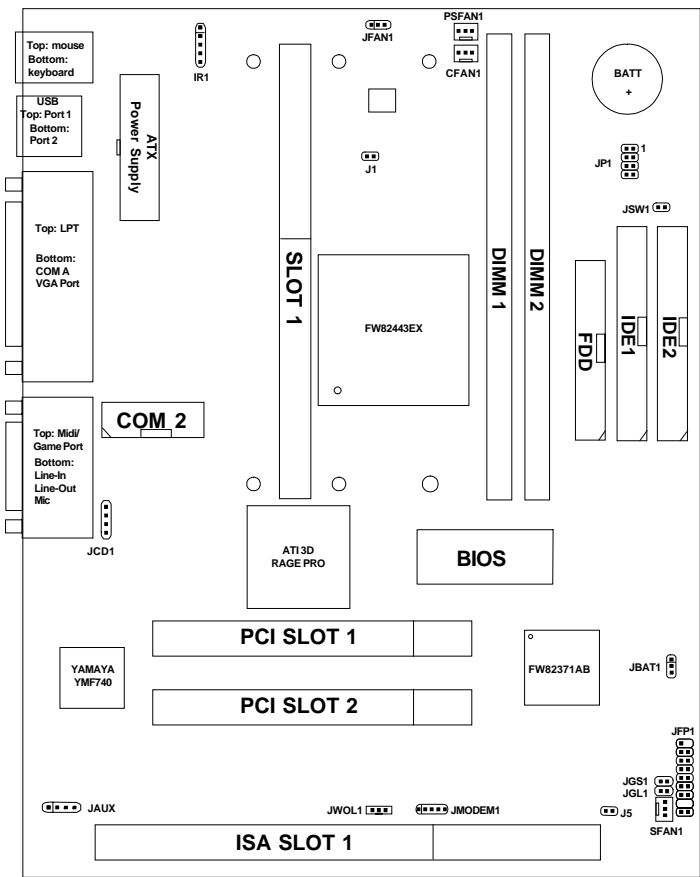 Top: mouse
Bottom:
keyboard
IR1
JFAN1
PSFAN1
CFAN1
BATT
+
USB
Top: Port 1
Bottom:
Port 2
ATX
Power Supply
J1
JP1
1
JSW1
Top: LPT
Bottom:
COM A
VGA Port
SLOT 1
FW82443EX
DIMM 1
DIMM 2
FDD
IDE1
IDE2
COM 2
Top: Midi/
Game Port
Bottom:
Line-In
Line-Out
Mic
JCD1
ATI 3D
RAGE PRO
BIOS
PCI SLOT 1
YAMAYA
YMF740
FW82371AB
JBAT1
PCI SLOT 2
JFP1
JGS1
JGL1
JAUX
JWOL1
JMODEM1
J5
SFAN1
ISA SLOT 1